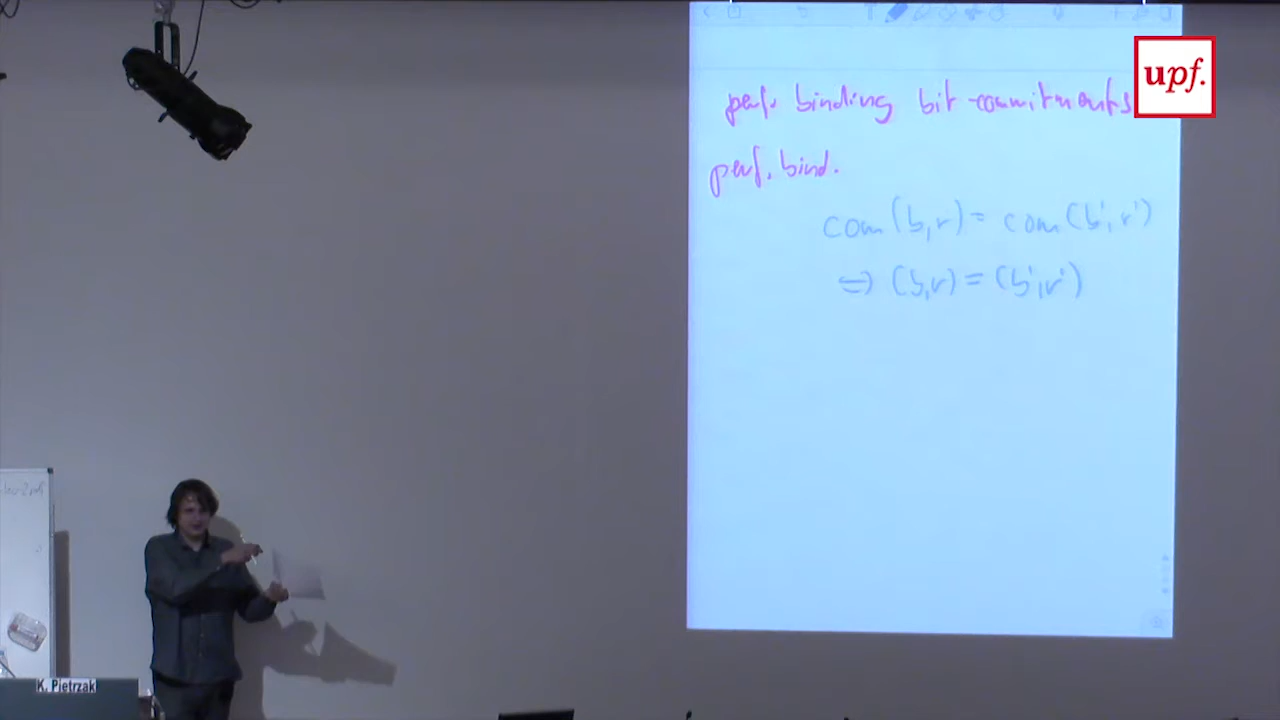 upf.
perf. binding bit-commitments
perf. bind.
com(b,r) = com(b',r')
⇔ (b,r) = (b',r')
K. Pietrzak